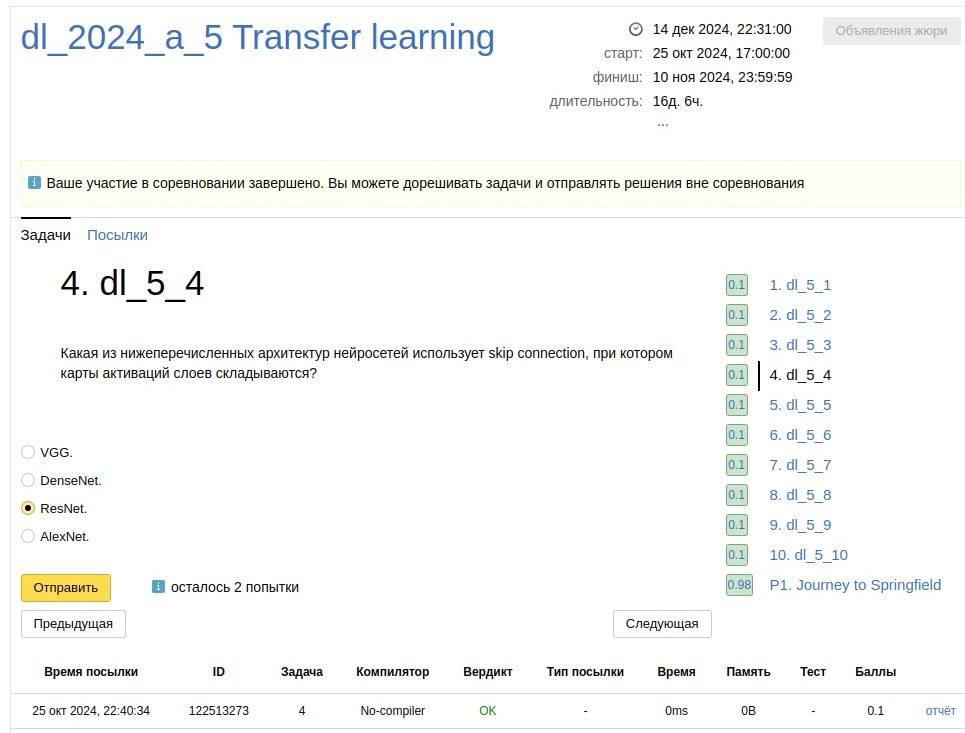 dl_2024_a_5 Transfer learning
14 дек 2024, 22:31:00
Объявления жюри
старт: 25 окт 2024, 17:00:00
финиш: 10 ноя 2024, 23:59:59
длительность: 16д. 6ч.
...
Ваше участие в соревновании завершено. Вы можете дорешивать задачи и отправлять решения вне соревнования
Задачи Посылки
4. dl_5_4
Какая из нижеперечисленных архитектур нейросетей использует skip connection, при котором
карты активаций слоев складываются?
VGG.
DenseNet.
ResNet.
AlexNet.
Отправить осталось 2 попытки
Предыдущая Следующая
0.1 1. dl_5_1
0.1 2. dl_5_2
0.1 3. dl_5_3
0.1 4. dl_5_4
0.1 5. dl_5_5
0.1 6. dl_5_6
0.1 7. dl_5_7
0.1 8. dl_5_8
0.1 9. dl_5_9
0.1 10. dl_5_10
0.98 P1. Journey to Springfield
Время посылки ID Задача Компилятор Вердикт Тип посылки Время Память Тест Баллы
25 окт 2024, 22:40:34 122513273 4 No-compiler OK - 0ms 0B - 0.1 отчёт